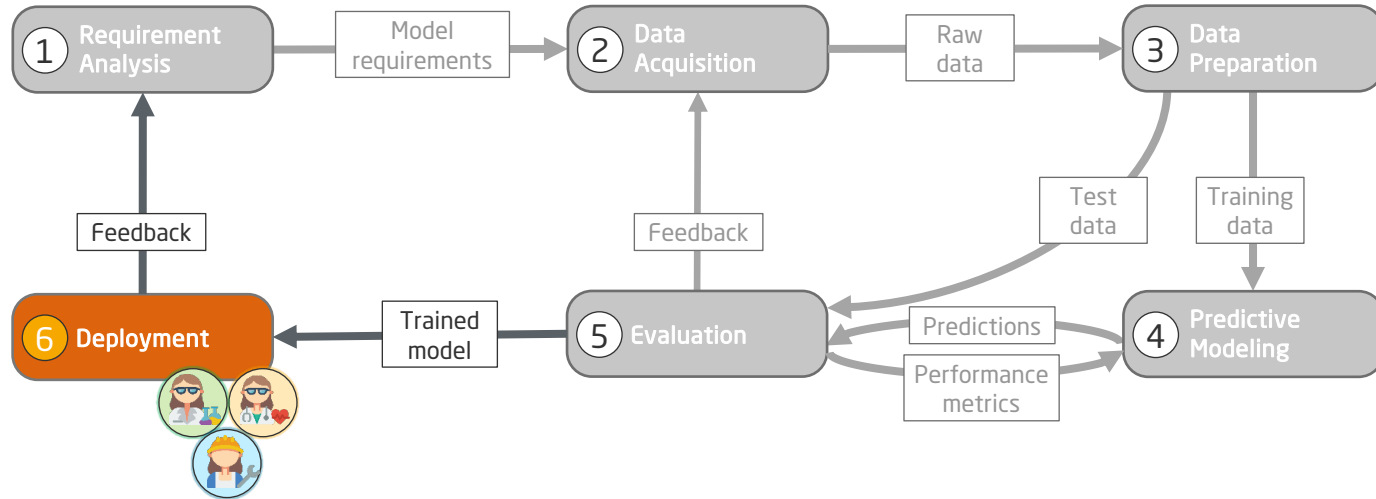 1
Requirement
Analysis
Model
requirements
2
Data
Acquisition
Raw
data
3
Data
Preparation
Feedback
Feedback
Test
data
Training
data
6
Deployment
Trained
model
5
Evaluation
Predictions
Performance
metrics
4
Predictive
Modeling